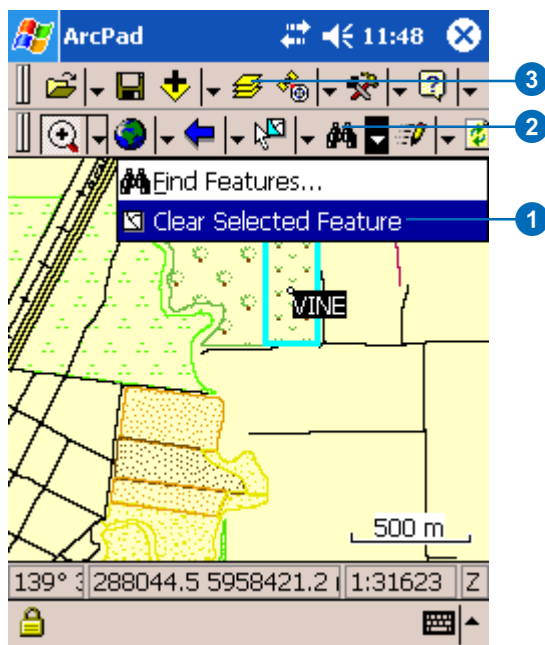 ArcPad 11:48
3
2
Find Features...
Clear Selected Feature
1
VINE
500 m
139° 3 288044.5 5958421.2 1:31623 Z